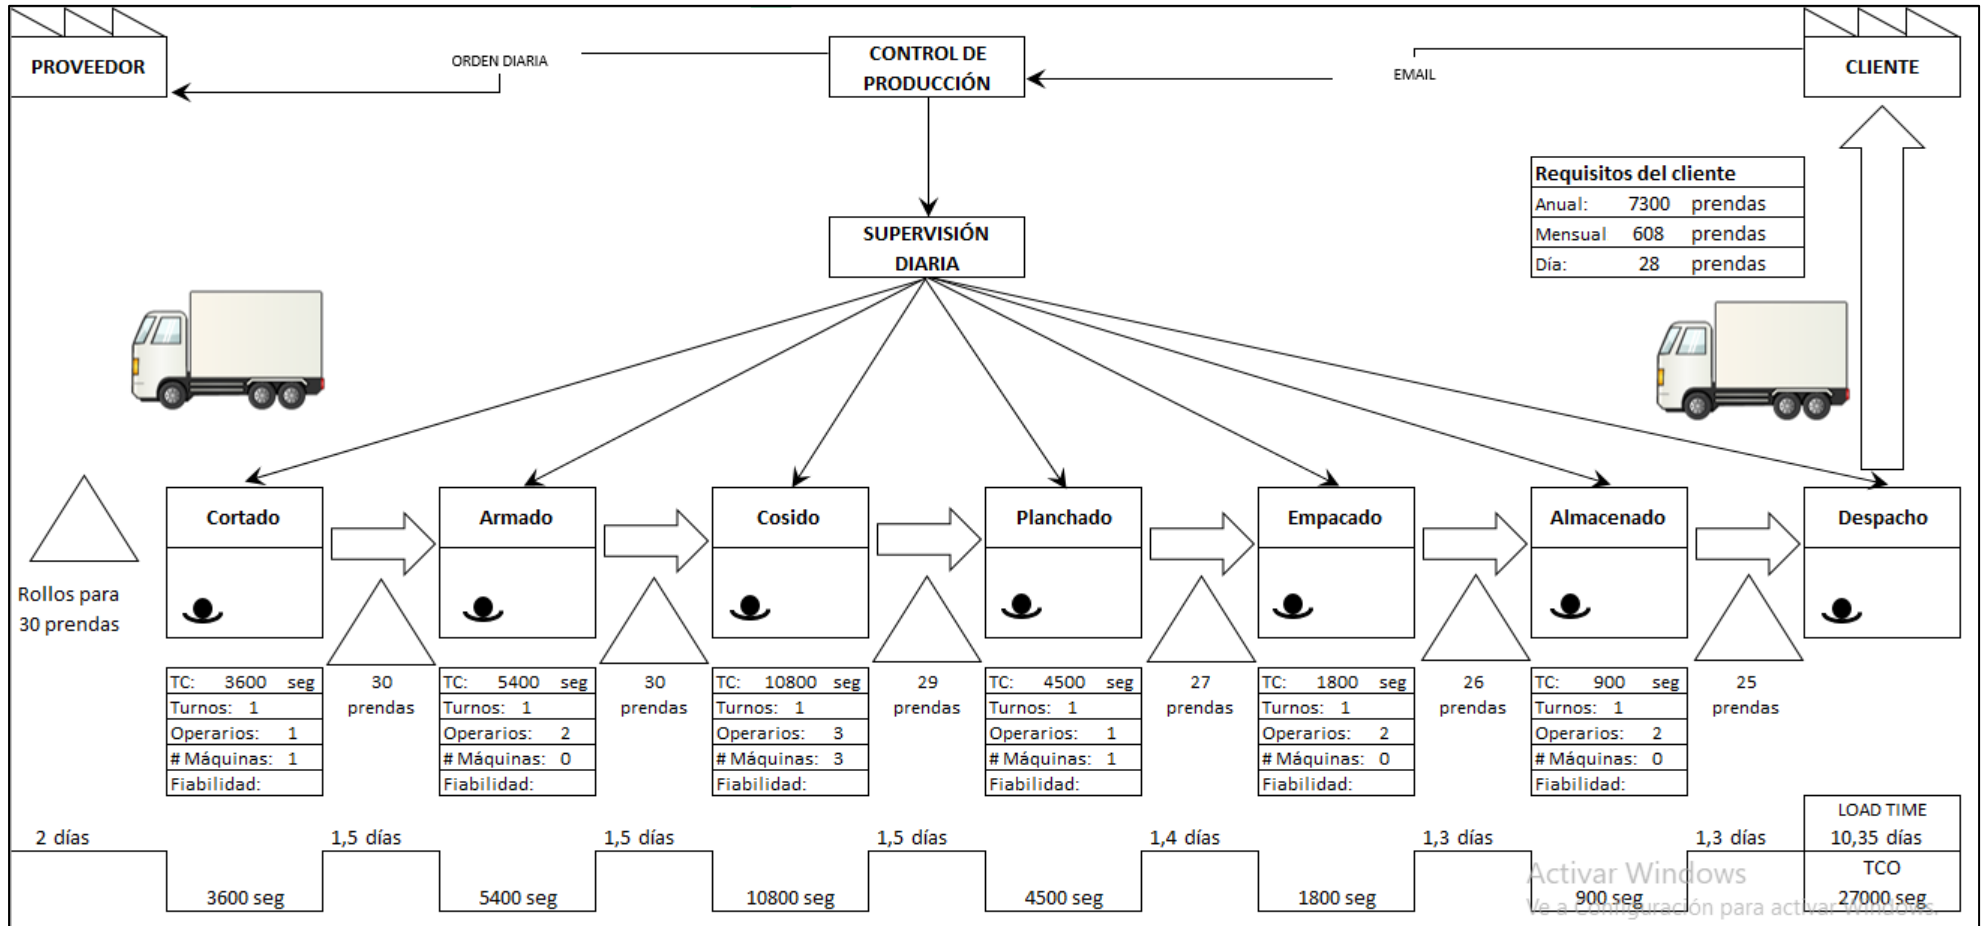 PROVEEDOR
ORDEN DIARIA
CONTROL DE
PRODUCCIÓN
EMAIL
CLIENTE
Requisitos del cliente
Anual: 7300 prendas
Mensual 608 prendas
Día: 28 prendas
SUPERVISIÓN
DIARIA
Rollos para
30 prendas
Cortado
Armado
Cosido
Planchado
Empacado
Almacenado
Despacho
TC: 3600 seg
Turnos: 1
Operarios: 1
# Máquinas: 1
Fiabilidad:
30
prendas
TC: 5400 seg
Turnos: 1
Operarios: 2
# Máquinas: 0
Fiabilidad:
30
prendas
TC: 10800 seg
Turnos: 1
Operarios: 3
# Máquinas: 3
Fiabilidad:
29
prendas
TC: 4500 seg
Turnos: 1
Operarios: 1
# Máquinas: 1
Fiabilidad:
27
prendas
TC: 1800 seg
Turnos: 1
Operarios: 2
# Máquinas: 0
Fiabilidad:
26
prendas
TC: 900 seg
Turnos: 1
Operarios: 2
# Máquinas: 0
Fiabilidad:
25
prendas
2 días
1,5 días
1,5 días
1,5 días
1,4 días
1,3 días
1,3 días
LOAD TIME
10,35 días
3600 seg
5400 seg
10800 seg
4500 seg
1800 seg
900 seg
TCO
27000 seg
Activar Windows
Ve a Configuración para activar Windows.